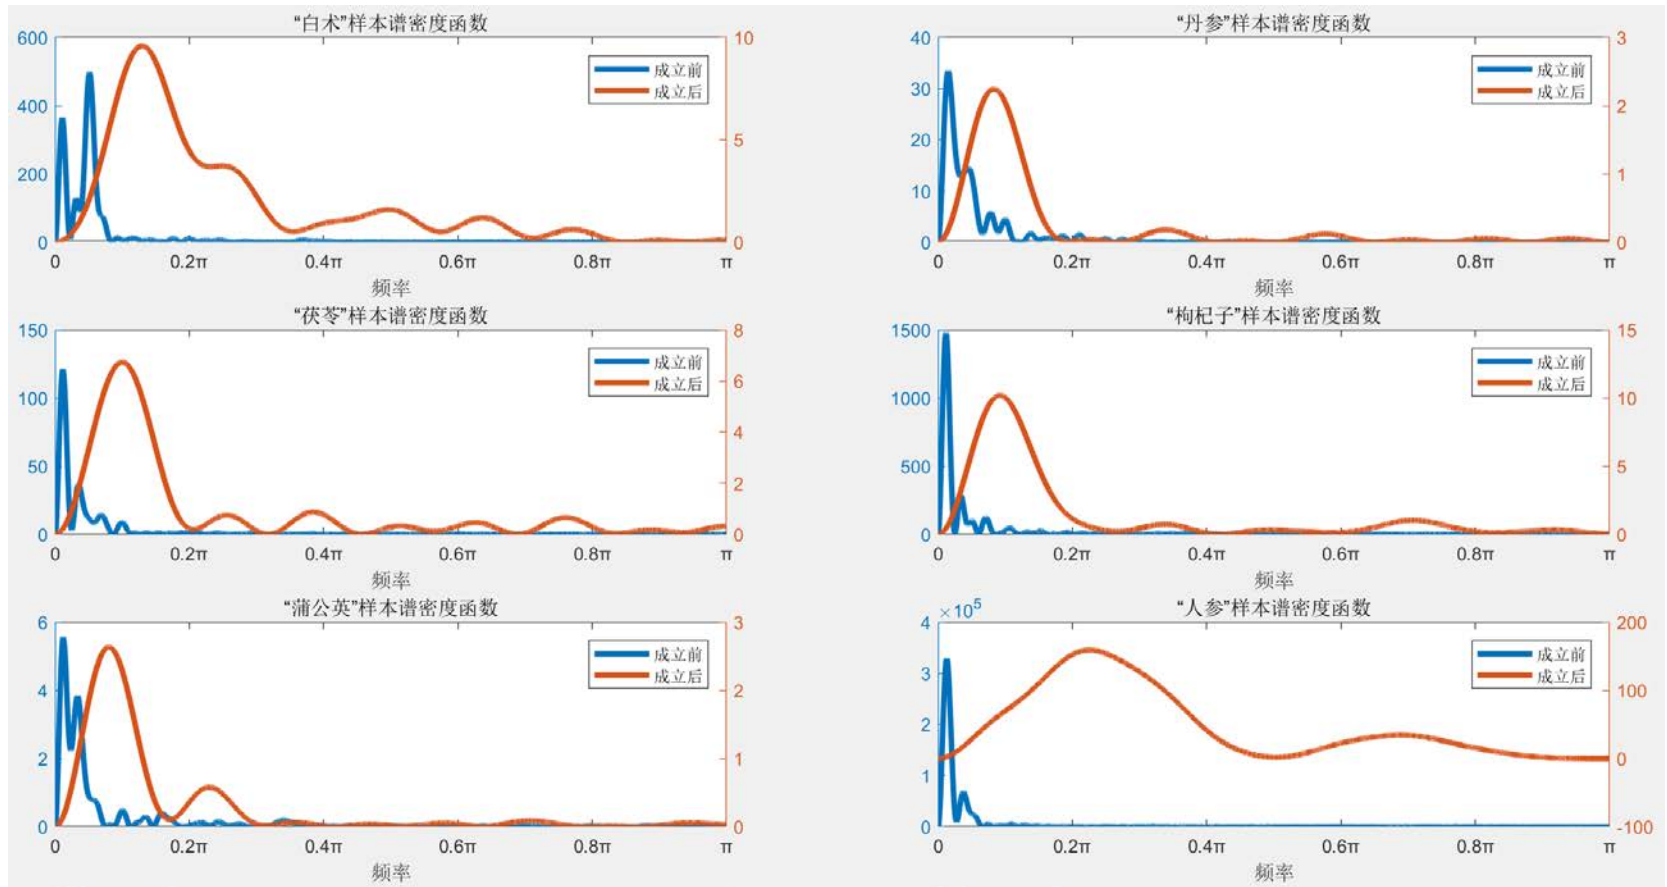 “白术”样本谱密度函数
600
400
200
0
10
5
0
成立前
成立后
0 0.2π 0.4π 0.6π 0.8π π
频率
“丹参”样本谱密度函数
40
30
20
10
0
3
2
1
0
成立前
成立后
0 0.2π 0.4π 0.6π 0.8π π
频率
“茯苓”样本谱密度函数
150
100
50
0
8
6
4
2
0
成立前
成立后
0 0.2π 0.4π 0.6π 0.8π π
频率
“枸杞子”样本谱密度函数
1500
1000
500
0
15
10
5
0
成立前
成立后
0 0.2π 0.4π 0.6π 0.8π π
频率
“蒲公英”样本谱密度函数
6
4
2
0
3
2
1
0
成立前
成立后
0 0.2π 0.4π 0.6π 0.8π π
频率
“人参”样本谱密度函数
×10⁵
4
3
2
1
0
200
100
0
-100
成立前
成立后
0 0.2π 0.4π 0.6π 0.8π π
频率